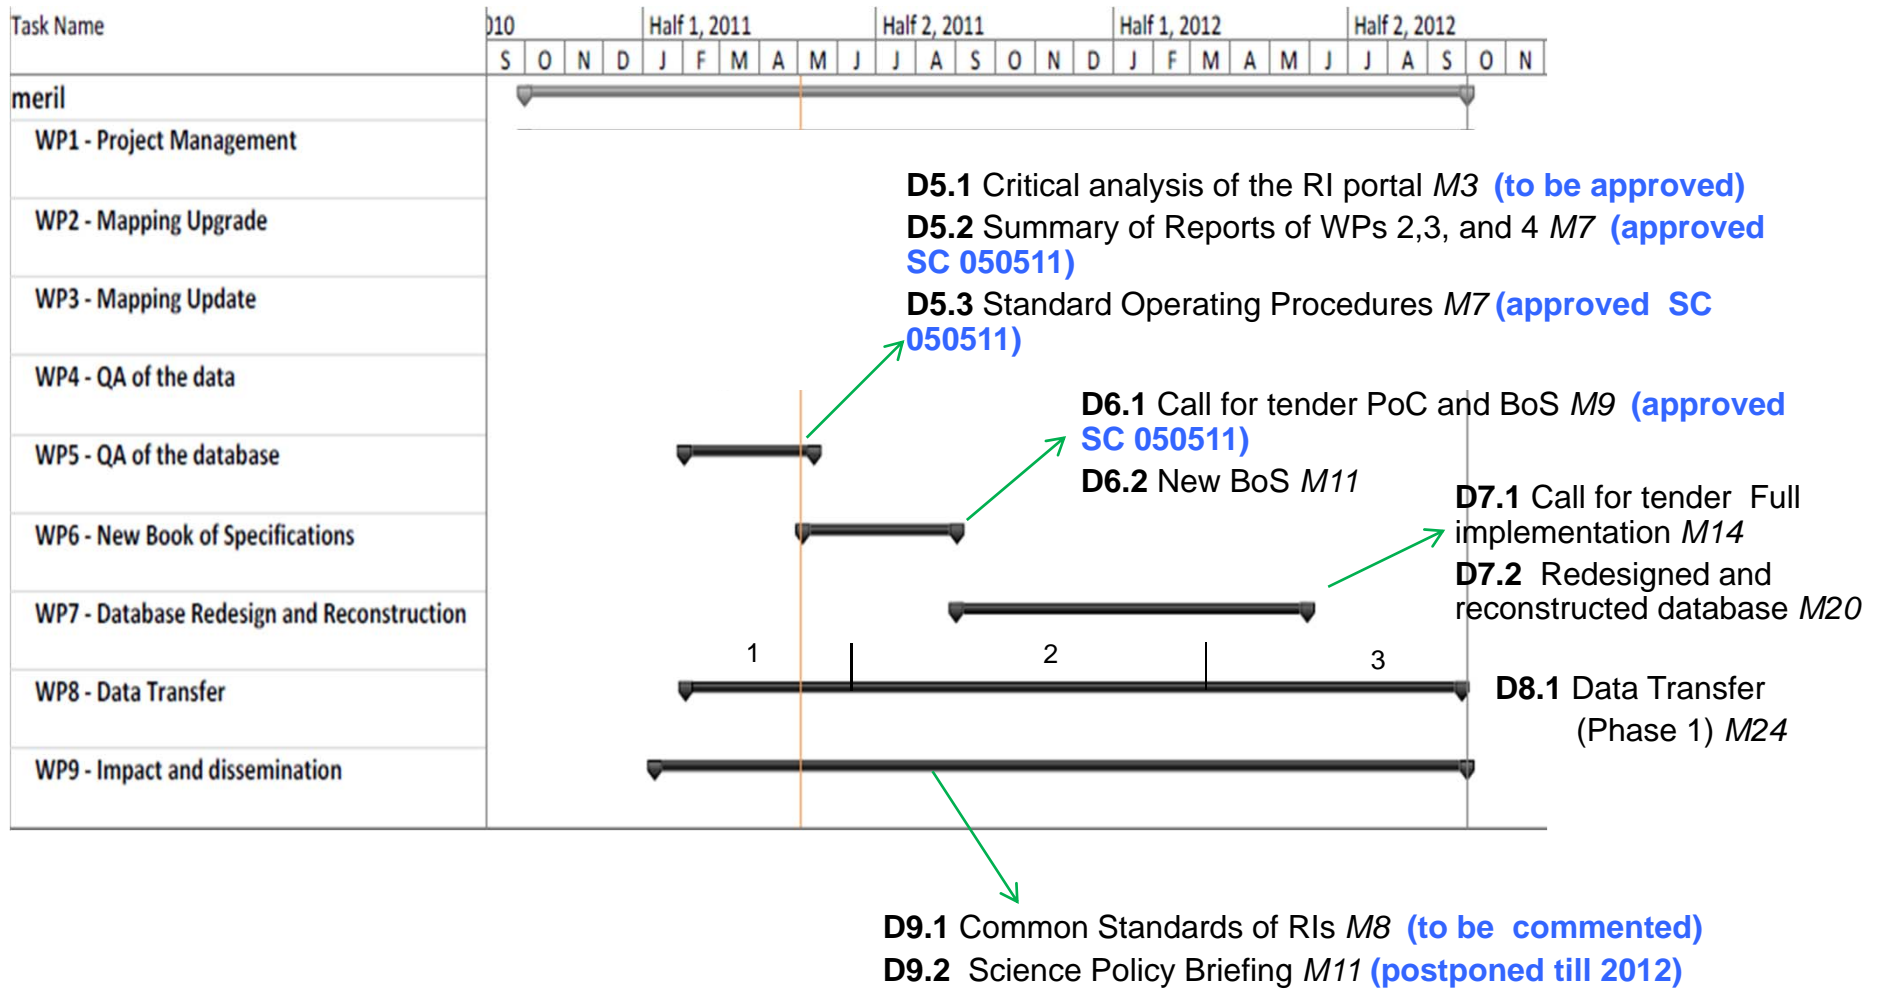 Task Name
010 Half 1, 2011 Half 2, 2011 Half 1, 2012 Half 2, 2012
S O N D J F M A M J J A S O N D J F M A M J J A S O N
meril
WP1 - Project Management
D5.1 Critical analysis of the RI portal M3 (to be approved)
WP2 - Mapping Upgrade
D5.2 Summary of Reports of WPs 2,3, and 4 M7 (approved
SC 050511)
WP3 - Mapping Update
D5.3 Standard Operating Procedures M7 (approved SC
050511)
WP4 - QA of the data
D6.1 Call for tender PoC and BoS M9 (approved
SC 050511)
WP5 - QA of the database
D6.2 New BoS M11
D7.1 Call for tender Full
implementation M14
WP6 - New Book of Specifications
D7.2 Redesigned and
reconstructed database M20
WP7 - Database Redesign and Reconstruction
1 2 3
WP8 - Data Transfer
D8.1 Data Transfer
(Phase 1) M24
WP9 - Impact and dissemination
D9.1 Common Standards of RIs M8 (to be commented)
D9.2 Science Policy Briefing M11 (postponed till 2012)